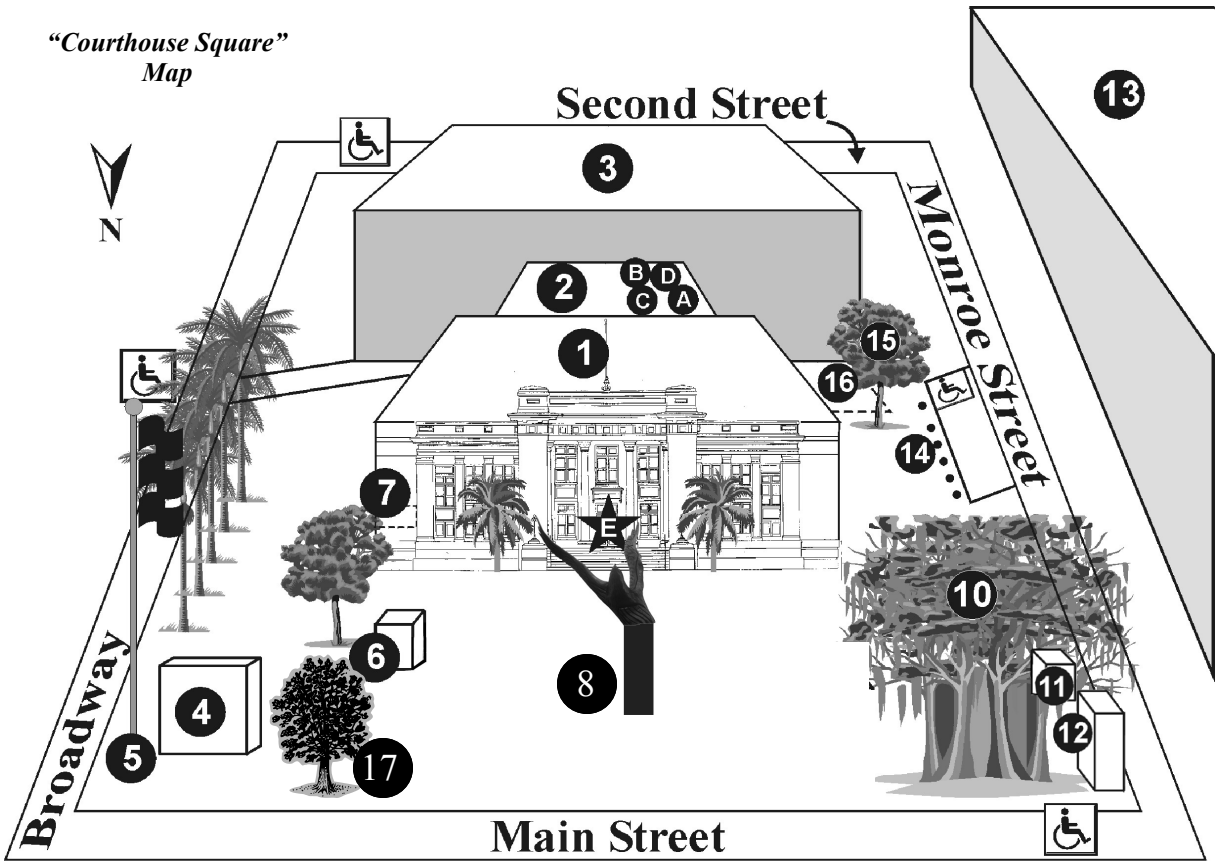 “Courthouse Square”
Map
Second Street
13
3
N
Monroe Street
B
D
2
C
A
1
15
16
14
7
E
10
6
8
11
4
12
5
17
Broadway
Main Street